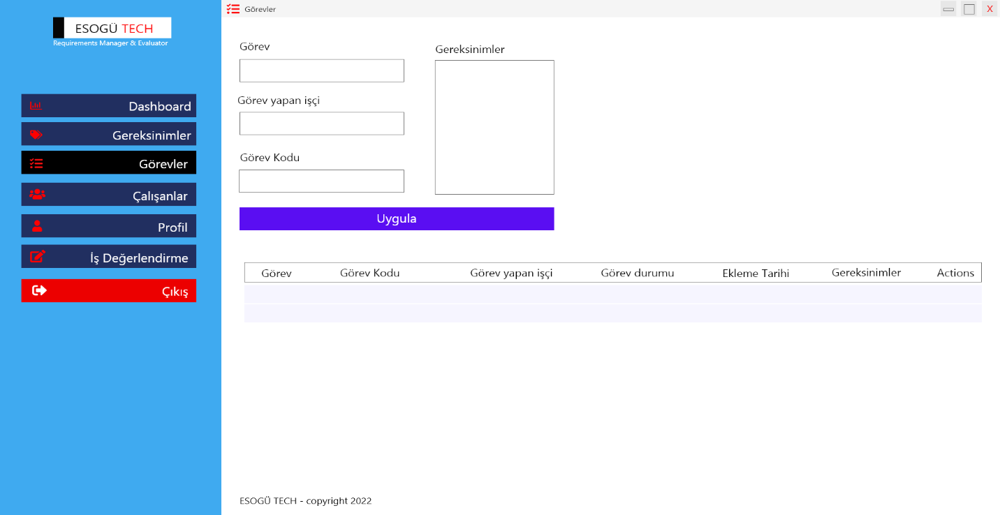 ESOGÜ TECH
Requirements Manager & Evaluator
Dashboard
Gereksinimler
Görevler
Çalışanlar
Profil
İş Değerlendirme
Çıkış
Görevler
X
Görev
Gereksinimler
Görev yapan işçi
Görev Kodu
Uygula
Görev Görev Kodu Görev yapan işçi Görev durumu Ekleme Tarihi Gereksinimler Actions
ESOGÜ TECH - copyright 2022